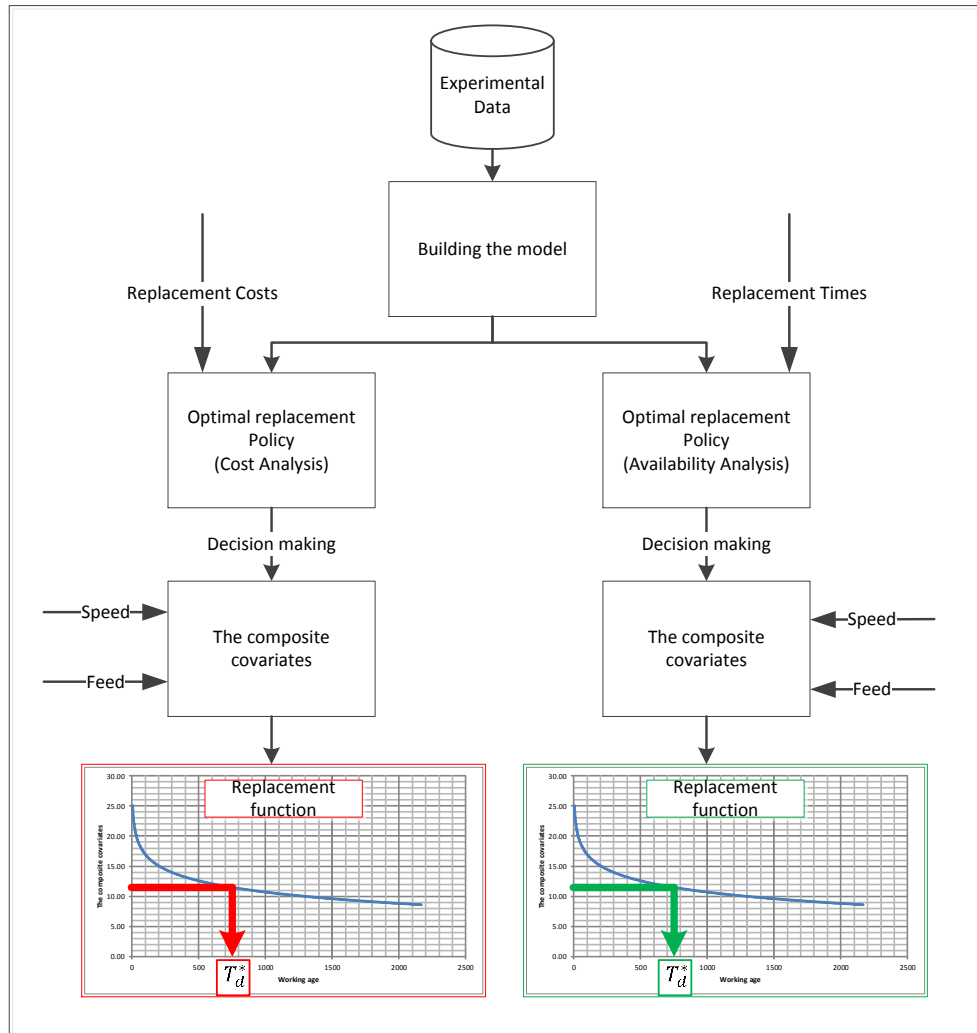 Experimental
Data
Building the model
Replacement Costs
Replacement Times
Optimal replacement
Policy
(Cost Analysis)
Optimal replacement
Policy
(Availability Analysis)
Decision making
Decision making
Speed
The composite
covariates
Feed
The composite
covariates
Speed
Feed
Replacement
function
30.00
25.00
20.00
15.00
10.00
5.00
0.00
The composite covariates
0
500
1000
1500
2000
2500
Working age
T*d
Replacement
function
30.00
25.00
20.00
15.00
10.00
5.00
0.00
The composite covariates
0
500
1000
1500
2000
2500
Working age
T*d